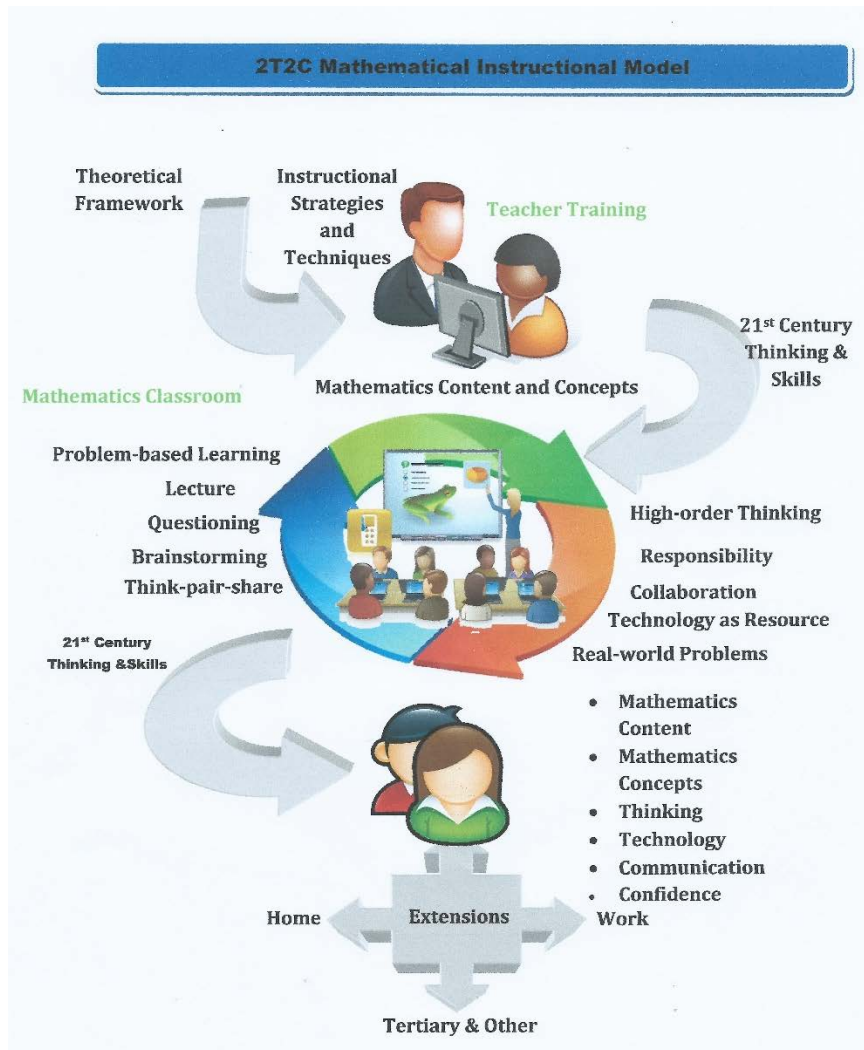 2T2C Mathematical Instructional Model
Theoretical
Framework
Instructional
Strategies
and
Techniques
Teacher Training
21st Century
Thinking &
Skills
Mathematics Content and Concepts
Mathematics Classroom
Problem-based Learning
Lecture
Questioning
Brainstorming
Think-pair-share
High-order Thinking
Responsibility
Collaboration
Technology as Resource
Real-world Problems
21st Century
Thinking &Skills
• Mathematics
Content
• Mathematics
Concepts
• Thinking
• Technology
• Communication
• Confidence
Home
Extensions
Work
Tertiary & Other